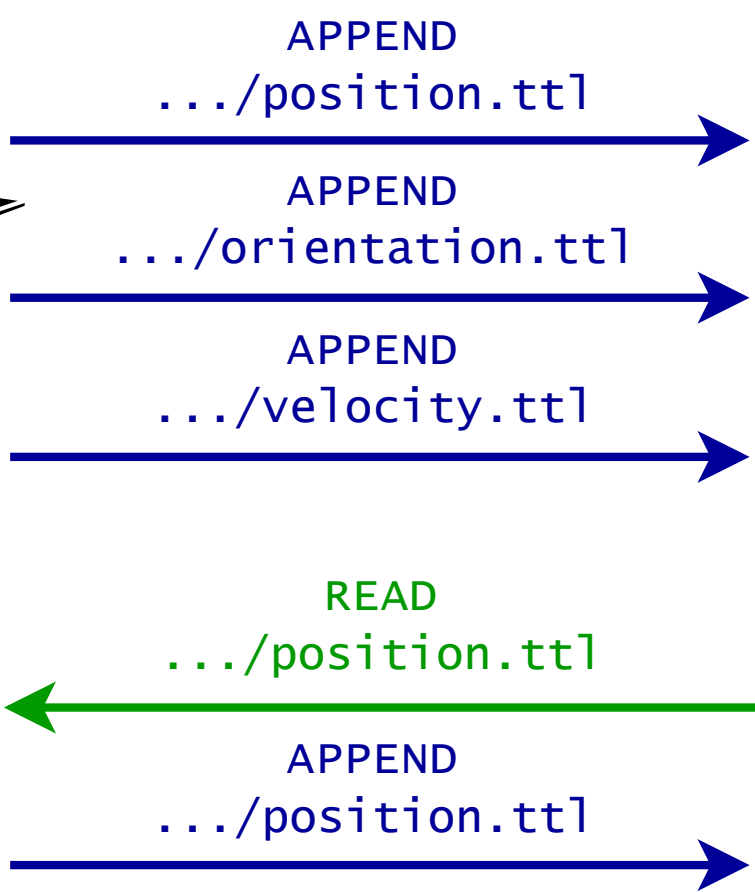 APPEND
.../position.ttl
APPEND
.../orientation.ttl
APPEND
.../velocity.ttl
READ
.../position.ttl
APPEND
.../position.ttl